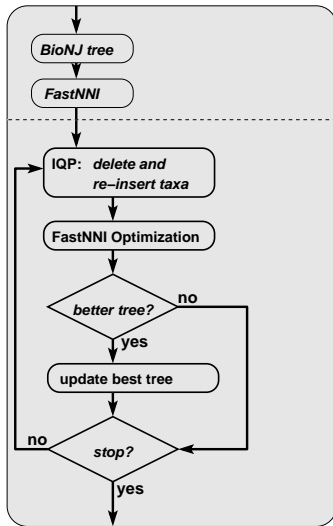 BioNJ tree
FastNNI
IQP: delete and
re–insert taxa
FastNNI Optimization
better tree?
no
yes
update best tree
no
stop?
yes